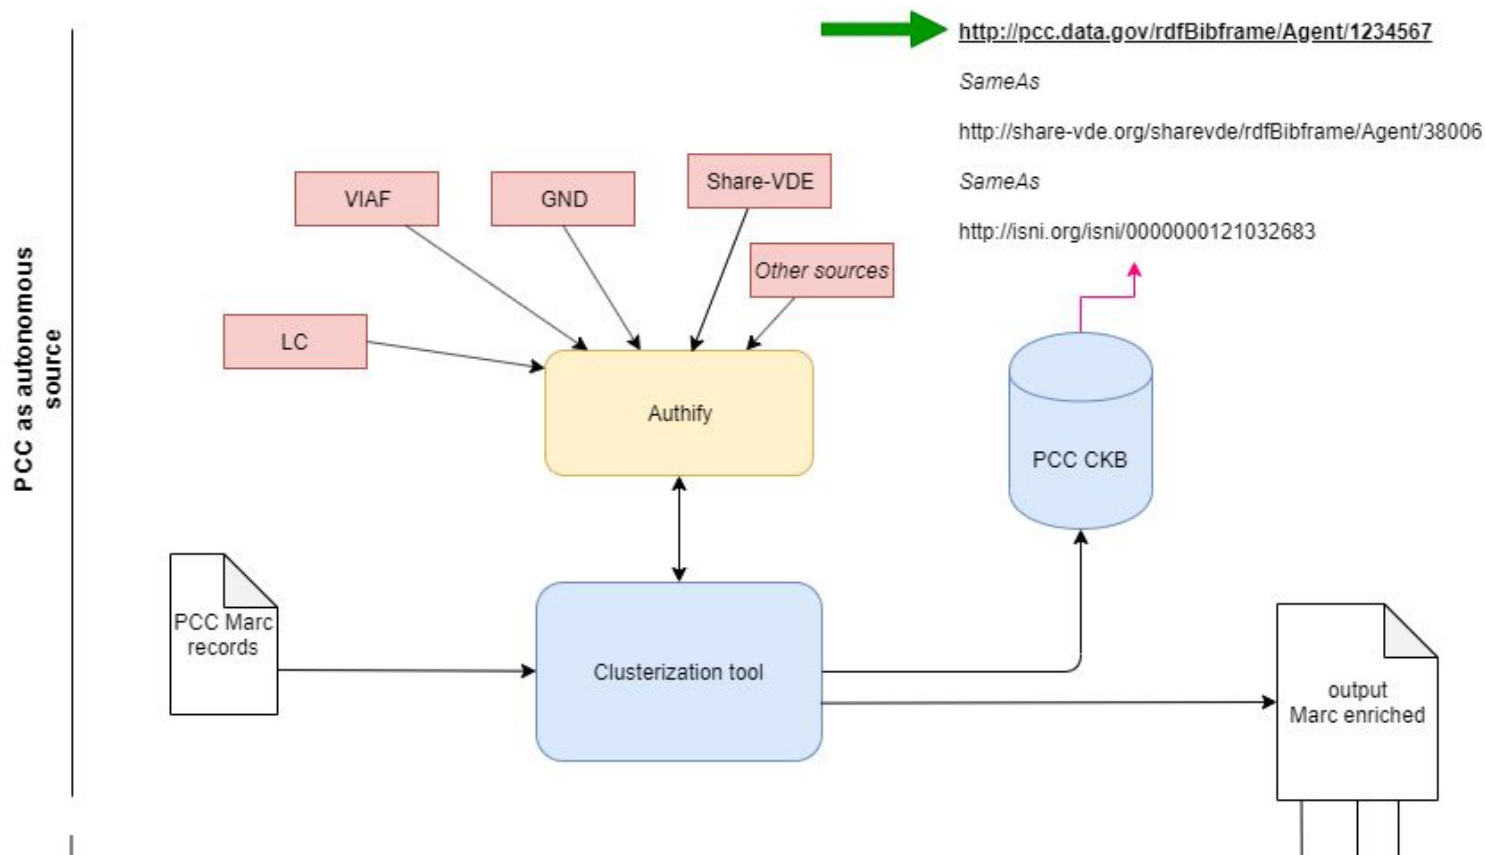 http://pcc.data.gov/rdfBibframe/Agent/1234567
SameAs
http://share-vde.org/sharevde/rdfBibframe/Agent/38006
SameAs
http://isni.org/isni/0000000121032683
VIAF
GND
Share-VDE
Other sources
LC
Authify
PCC CKB
PCC as autonomous
source
PCC Marc
records
Clusterization tool
output
Marc enriched